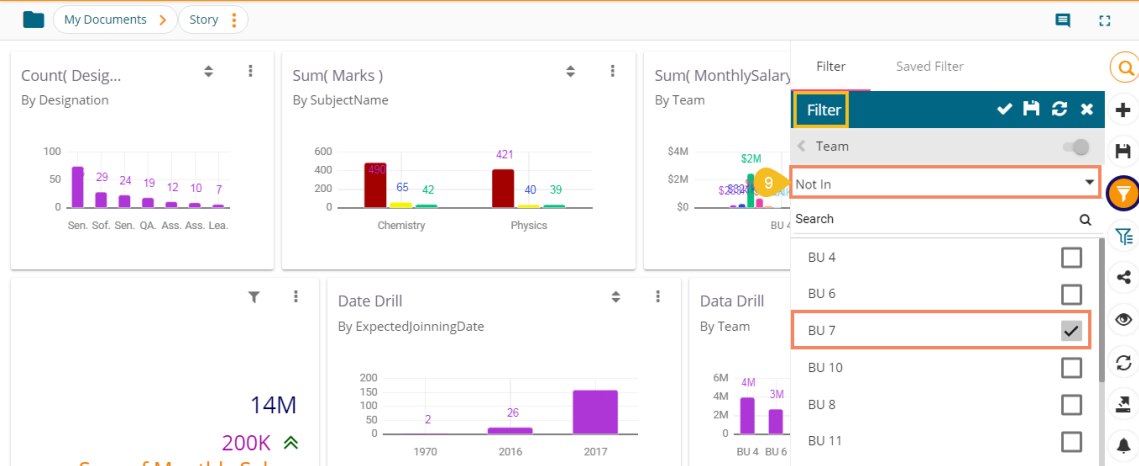 My Documents
Story
Count( Desig...
By Designation
100
50
0
29
24
19
12
10
7
Sen. Sof. Sen. QA. Ass. Ass. Lea.
Sum( Marks )
By SubjectName
600
400
200
0
490
65
42
421
40
39
Chemistry
Physics
Sum( MonthlySalary
By Team
$4M
$2M
$0
$2M
BU 4
Filter
Saved Filter
Filter
Team
9
Not In
Search
BU 4
BU 6
BU 7
BU 10
BU 8
BU 11
14M
200K
Date Drill
By ExpectedJoinningDate
200
150
100
50
0
2
26
1970
2016
2017
Data Drill
By Team
6M
4M
2M
0
4M
3M
BU 4 BU 6